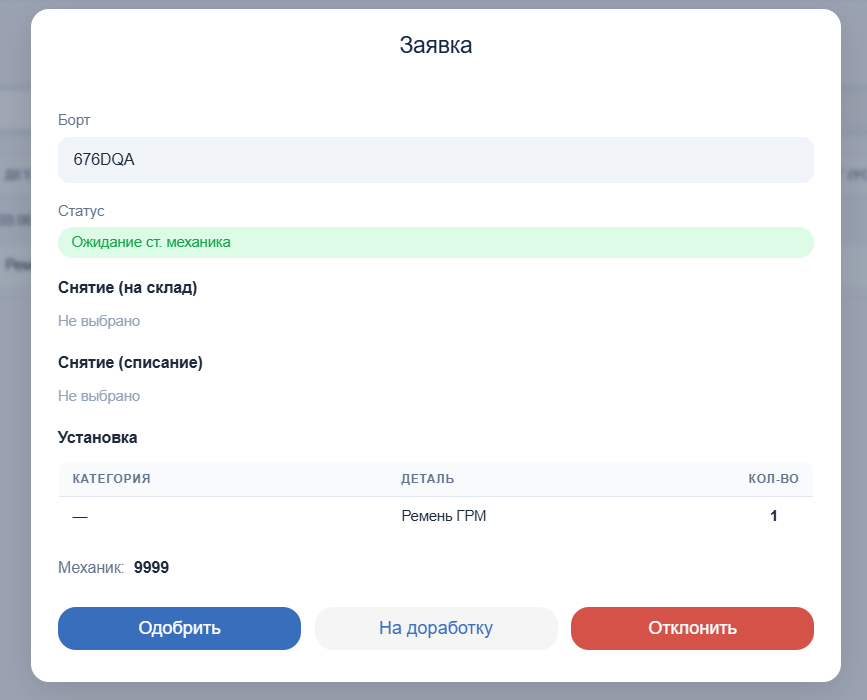 Заявка
Борт
676DQA
Статус
Ожидание ст. механика
Снятие (на склад)
Не выбрано
Снятие (списание)
Не выбрано
Установка
КАТЕГОРИЯ ДЕТАЛЬ КОЛ-ВО
— Ремень ГРМ 1
Механик: 9999
Одобрить На доработку Отклонить